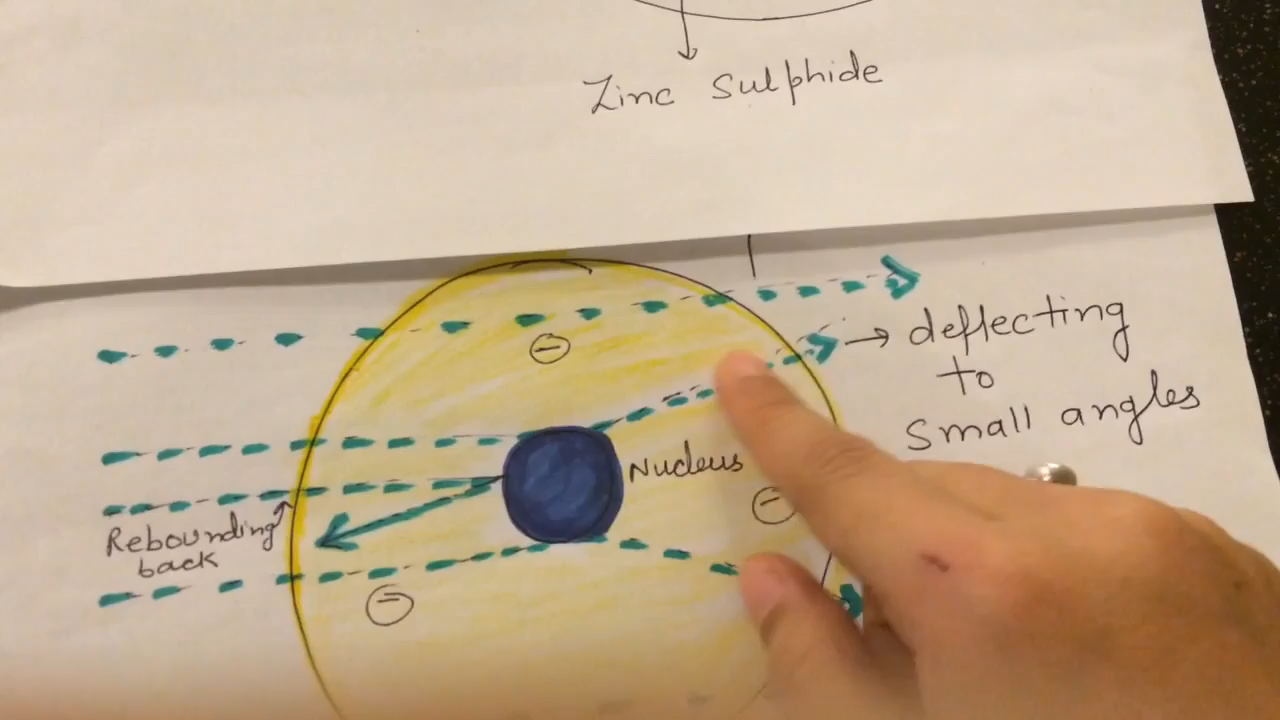 Zinc Sulphide
deflecting
to
small angles
Nucleus
Rebounding
back